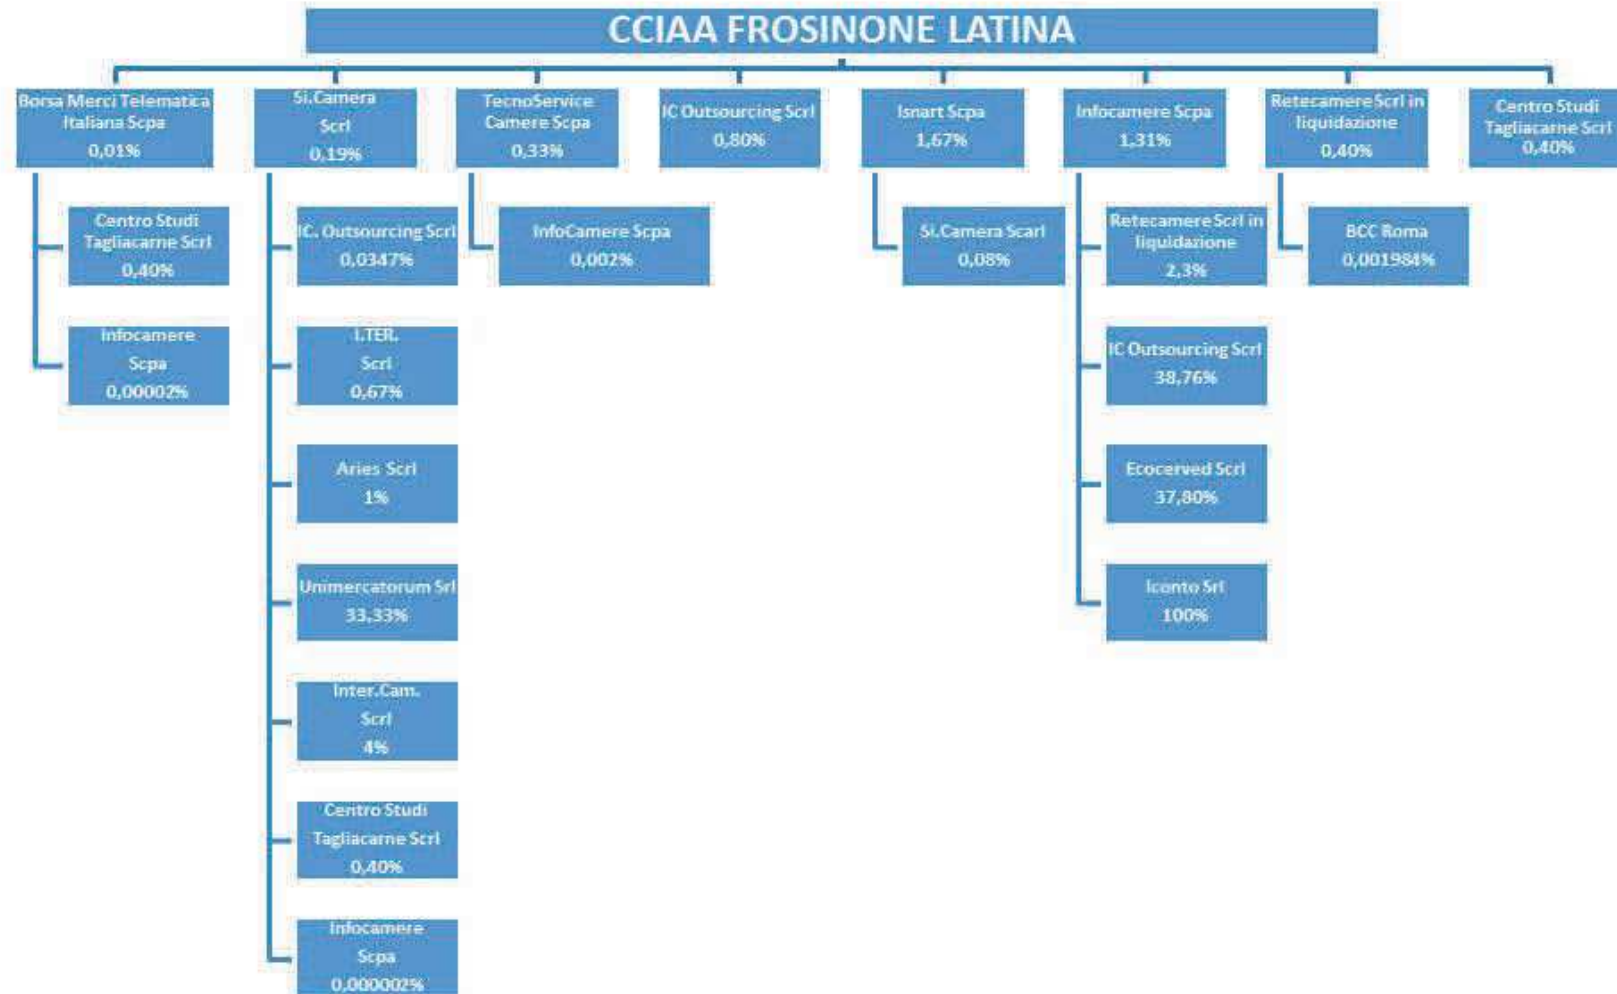 CCIAA FROSINONE LATINA
Borsa Merci Telematica
Italiana Scpa
0,01%
Si.Camera
Scrl
0,19%
TecnoService
Camere Scpa
0,33%
IC Outsourcing Scrl
0,80%
Isnart Scpa
1,67%
Infocamere Scpa
1,31%
Retecamere Scrl in
liquidazione
0,40%
Centro Studi
Tagliacarne Scrl
0,40%
Centro Studi
Tagliacarne Scrl
0,40%
Infocamere
Scpa
0,00002%
IC. Outsourcing Scrl
0,0347%
I.TER.
Scrl
0,67%
Aries Scrl
1%
Unimercatorum Srl
33,33%
Inter.Cam.
Scrl
4%
Centro Studi
Tagliacarne Scrl
0,40%
Infocamere
Scpa
0,000002%
InfoCamere Scpa
0,002%
Si.Camera Scarl
0,08%
Retecamere Scrl in
liquidazione
2,3%
IC Outsourcing Scrl
38,76%
Ecocerved Scrl
37,80%
Iconto Srl
100%
BCC Roma
0,001984%